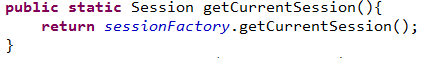 public static Session getCurrentSession(){
    return sessionFactory.getCurrentSession();
}